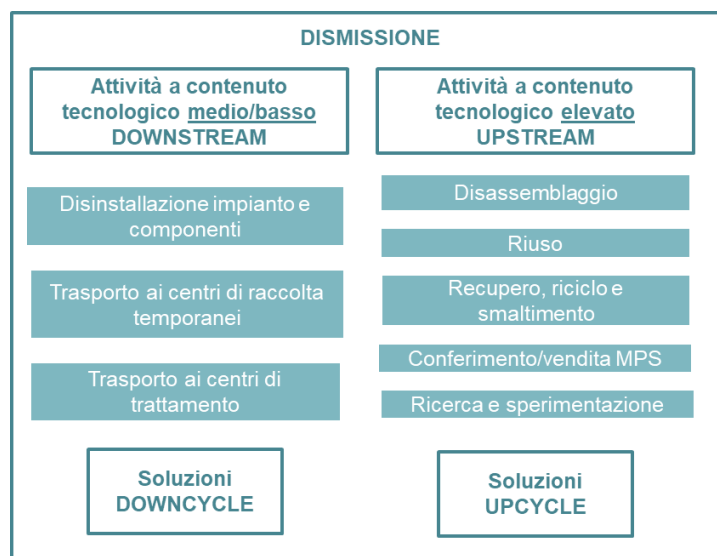 DISMISSIONE
Attività a contenuto
tecnologico medio/basso
DOWNSTREAM
Disinstallazione impianto e
componenti
Trasporto ai centri di raccolta
temporanei
Trasporto ai centri di
trattamento
Soluzioni
DOWNCYCLE
Attività a contenuto
tecnologico elevato
UPSTREAM
Disassemblaggio
Riuso
Recupero, riciclo e
smaltimento
Conferimento/vendita MPS
Ricerca e sperimentazione
Soluzioni
UPCYCLE